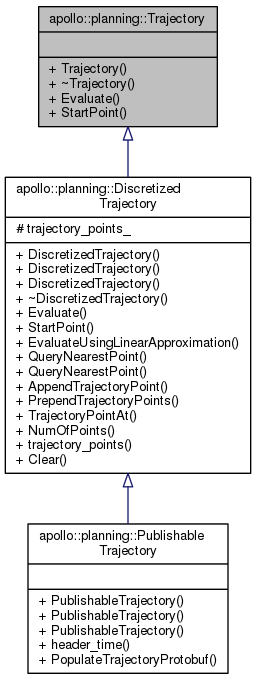 apollo::planning::Trajectory
+ Trajectory()
+ ~Trajectory()
+ Evaluate()
+ StartPoint()
apollo::planning::Discretized
Trajectory
# trajectory_points_
+ DiscretizedTrajectory()
+ DiscretizedTrajectory()
+ DiscretizedTrajectory()
+ ~DiscretizedTrajectory()
+ Evaluate()
+ StartPoint()
+ EvaluateUsingLinearApproximation()
+ QueryNearestPoint()
+ QueryNearestPoint()
+ AppendTrajectoryPoint()
+ PrependTrajectoryPoints()
+ TrajectoryPointAt()
+ NumOfPoints()
+ trajectory_points()
+ Clear()
apollo::planning::Publishable
Trajectory
+ PublishableTrajectory()
+ PublishableTrajectory()
+ PublishableTrajectory()
+ header_time()
+ PopulateTrajectoryProtobuf()